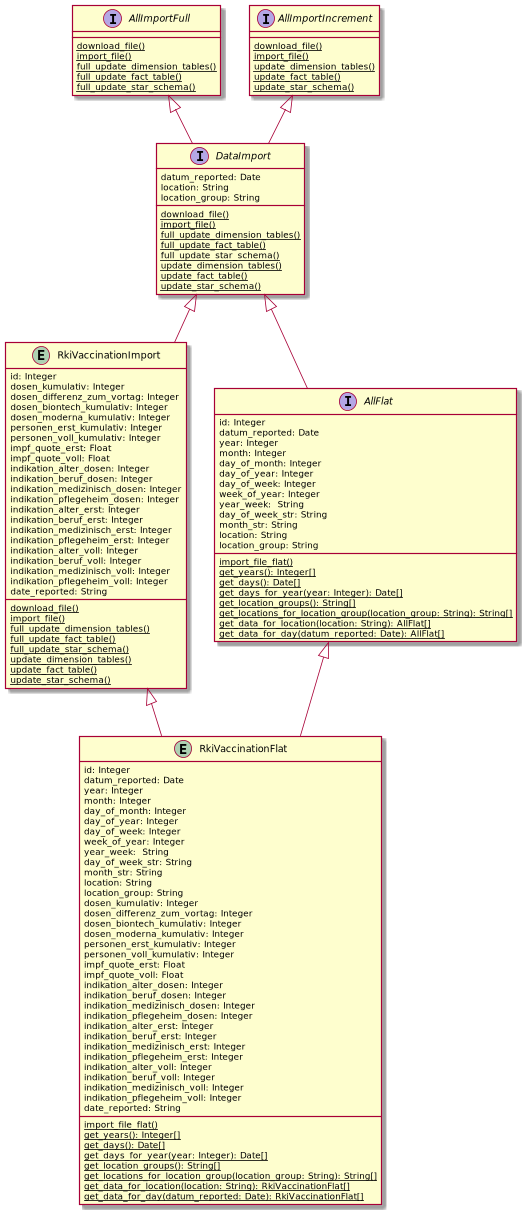 I AllImportFull
download_file()
import_file()
full_update_dimension_tables()
full_update_fact_table()
full_update_star_schema()
I AllImportIncrement
download_file()
import_file()
update_dimension_tables()
update_fact_table()
update_star_schema()
I DataImport
datum_reported: Date
location: String
location_group: String
download_file()
import_file()
full_update_dimension_tables()
full_update_fact_table()
full_update_star_schema()
update_dimension_tables()
update_fact_table()
update_star_schema()
E RkiVaccinationImport
id: Integer
dosen_kumulativ: Integer
dosen_differenz_zum_vortag: Integer
dosen_biontech_kumulativ: Integer
dosen_moderna_kumulativ: Integer
personen_erst_kumulativ: Integer
personen_voll_kumulativ: Integer
impf_quote_erst: Float
impf_quote_voll: Float
indikation_alter_dosen: Integer
indikation_beruf_dosen: Integer
indikation_medizinisch_dosen: Integer
indikation_pflegeheim_dosen: Integer
indikation_alter_erst: Integer
indikation_beruf_erst: Integer
indikation_medizinisch_erst: Integer
indikation_pflegeheim_erst: Integer
indikation_alter_voll: Integer
indikation_beruf_voll: Integer
indikation_medizinisch_voll: Integer
indikation_pflegeheim_voll: Integer
date_reported: String
download_file()
import_file()
full_update_dimension_tables()
full_update_fact_table()
full_update_star_schema()
update_dimension_tables()
update_fact_table()
update_star_schema()
I AllFlat
id: Integer
datum_reported: Date
year: Integer
month: Integer
day_of_month: Integer
day_of_year: Integer
day_of_week: Integer
week_of_year: Integer
year_week:  String
day_of_week_str: String
month_str: String
location: String
location_group: String
import_file_flat()
get_years(): Integer[]
get_days(): Date[]
get_days_for_year(year: Integer): Date[]
get_location_groups(): String[]
get_locations_for_location_group(location_group: String): String[]
get_data_for_location(location: String): AllFlat[]
get_data_for_day(datum_reported: Date): AllFlat[]
E RkiVaccinationFlat
id: Integer
datum_reported: Date
year: Integer
month: Integer
day_of_month: Integer
day_of_year: Integer
day_of_week: Integer
week_of_year: Integer
year_week:  String
day_of_week_str: String
month_str: String
location: String
location_group: String
dosen_kumulativ: Integer
dosen_differenz_zum_vortag: Integer
dosen_biontech_kumulativ: Integer
dosen_moderna_kumulativ: Integer
personen_erst_kumulativ: Integer
personen_voll_kumulativ: Integer
impf_quote_erst: Float
impf_quote_voll: Float
indikation_alter_dosen: Integer
indikation_beruf_dosen: Integer
indikation_medizinisch_dosen: Integer
indikation_pflegeheim_dosen: Integer
indikation_alter_erst: Integer
indikation_beruf_erst: Integer
indikation_medizinisch_erst: Integer
indikation_pflegeheim_erst: Integer
indikation_alter_voll: Integer
indikation_beruf_voll: Integer
indikation_medizinisch_voll: Integer
indikation_pflegeheim_voll: Integer
date_reported: String
import_file_flat()
get_years(): Integer[]
get_days(): Date[]
get_days_for_year(year: Integer): Date[]
get_location_groups(): String[]
get_locations_for_location_group(location_group: String): String[]
get_data_for_location(location: String): RkiVaccinationFlat[]
get_data_for_day(datum_reported: Date): RkiVaccinationFlat[]